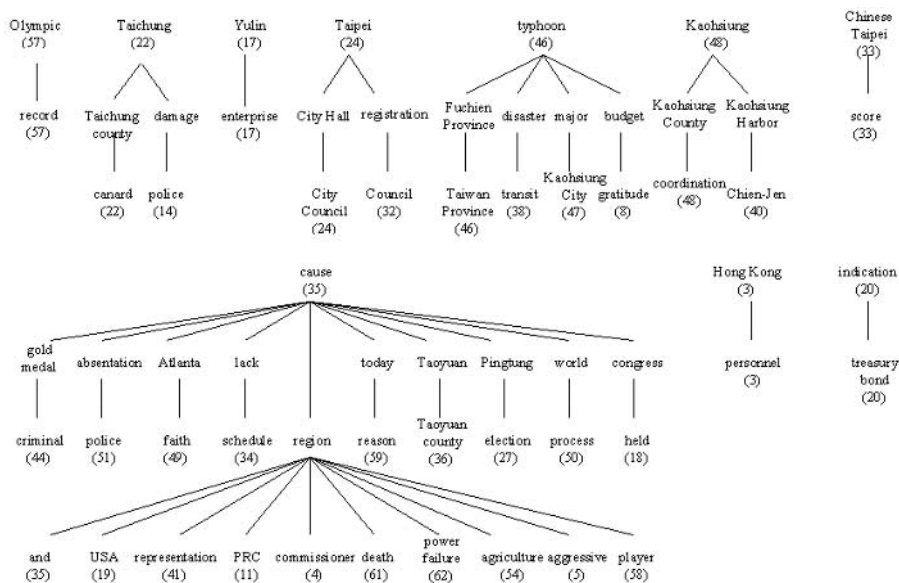 Olympic
(57)
Taichung
(22)
Yulin
(17)
Taipei
(24)
typhoon
(46)
Kaohsiung
(48)
Chinese
Taipei
(33)
record
(57)
Taichung
county
damage
enterprise
(17)
City Hall
registration
Fuchien
Province
disaster
major
budget
Kaohsiung
County
Kaohsiung
Harbor
score
(33)
canard
(22)
police
(14)
City
Council
(24)
Council
(32)
Taiwan
Province
(46)
transit
(38)
Kaohsiung
City
(47)
gratitude
(8)
coordination
(48)
Chien-Jen
(40)
cause
(35)
Hong Kong
(3)
indication
(20)
gold
medal
absentation
Atlanta
lack
today
Taoyuan
Pingtung
world
congress
personnel
(3)
treasury
bond
(20)
criminal
(44)
police
(51)
faith
(49)
schedule
(34)
region
reason
(59)
Taoyuan
county
(36)
election
(27)
process
(50)
held
(18)
and
(35)
USA
(19)
representation
(41)
PRC
(11)
commissioner
(4)
death
(61)
power
failure
(62)
agriculture
(54)
aggressive
(5)
player
(58)